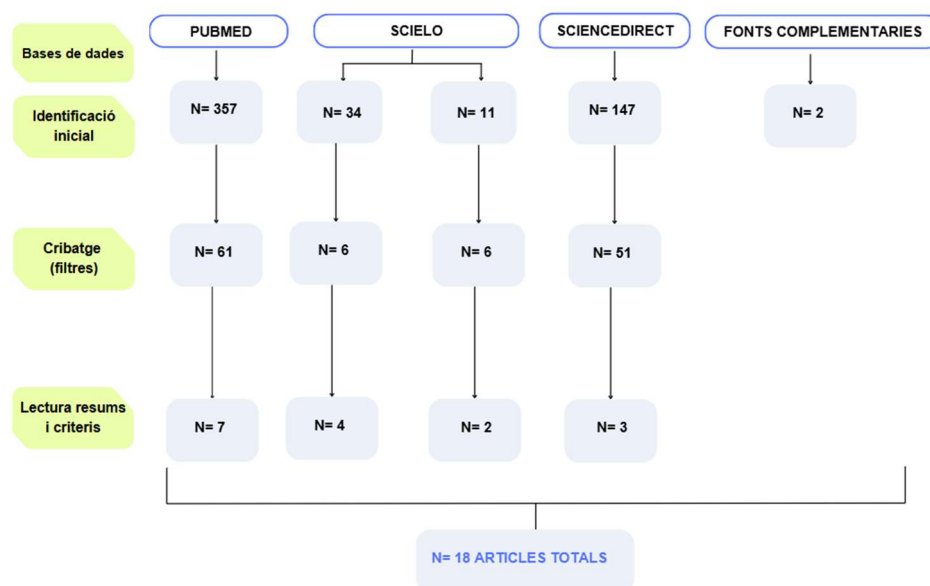 Bases de dades
PUBMED
SCIELO
SCIENCEDIRECT
FONTS COMPLEMENTARIES
Identificació
inicial
N= 357
N= 34
N= 11
N= 147
N= 2
Cribatge
(filtres)
N= 61
N= 6
N= 6
N= 51
Lectura resums
i criteris
N= 7
N= 4
N= 2
N= 3
N= 18 ARTICLES TOTALS